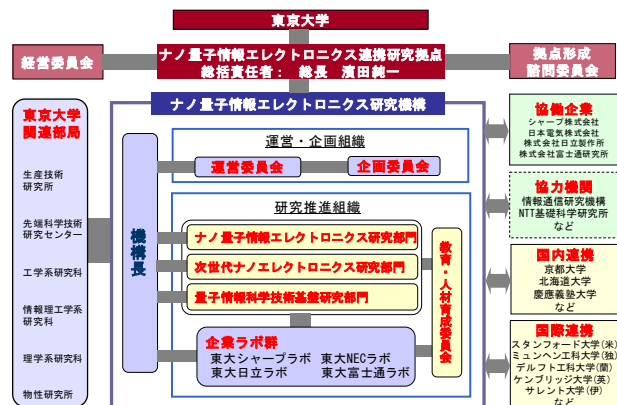 東京大学
経営委員会
ナノ量子情報エレクトロニクス連携研究拠点
総括責任者： 総長 濱田純一
拠点形成
諮問委員会
ナノ量子情報エレクトロニクス研究機構
東京大学
関連部局
生産技術
研究所
先端科学技術
研究センター
工学系研究科
情報理工学系
研究科
理学系研究科
物性研究所
機構長
運営・企画組織
運営委員会
企画委員会
研究推進組織
ナノ量子情報エレクトロニクス研究部門
次世代ナノエレクトロニクス研究部門
量子情報科学技術基盤研究部門
教育・人材育成委員会
企業ラボ群
東大シャープラボ 東大NECラボ
東大日立ラボ 東大富士通ラボ
協働企業
シャープ株式会社
日本電気株式会社
株式会社日立製作所
株式会社富士通研究所
協力機関
情報通信研究機構
NTT基礎科学研究所
など
国内連携
京都大学
北海道大学
慶應義塾大学
など
国際連携
スタンフォード大学(米)
ミュンヘン工科大学(独)
デルフト工科大学(蘭)
ケンブリッジ大学(英)
サレント大学(伊)
など